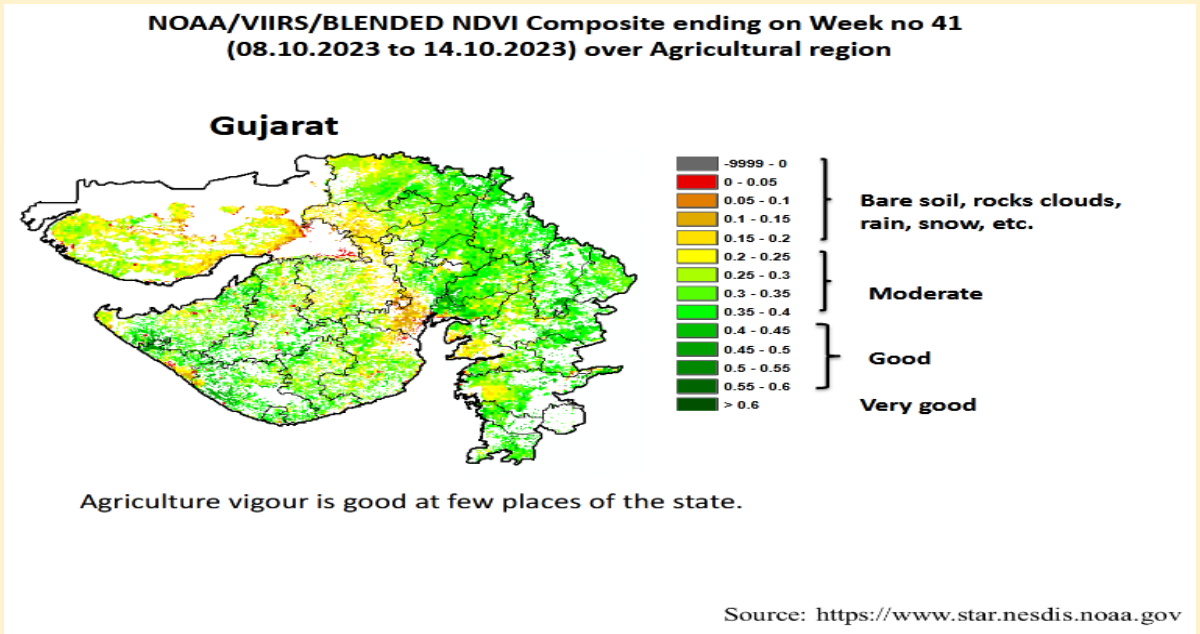 NOAA/VIIRS/BLENDED NDVI Composite ending on Week no 41
(08.10.2023 to 14.10.2023) over Agricultural region
Gujarat
-9999 - 0
0 - 0.05
0.05 - 0.1
0.1 - 0.15
0.15 - 0.2
0.2 - 0.25
0.25 - 0.3
0.3 - 0.35
0.35 - 0.4
0.4 - 0.45
0.45 - 0.5
0.5 - 0.55
0.55 - 0.6
> 0.6
Bare soil, rocks clouds,
rain, snow, etc.
Moderate
Good
Very good
Agriculture vigour is good at few places of the state.
Source: https://www.star.nesdis.noaa.gov